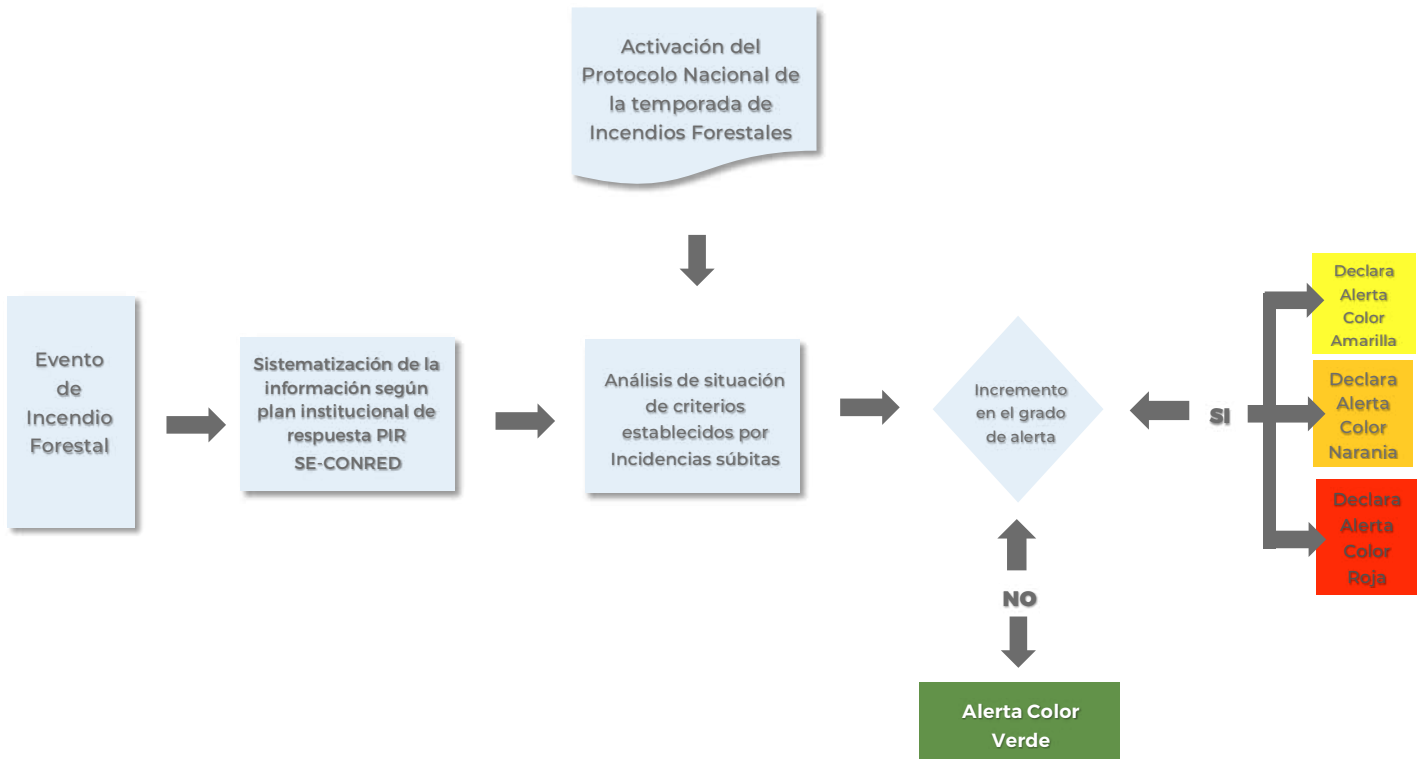 Activación del
Protocolo Nacional de
la temporada de
Incendios Forestales
Evento
de
Incendio
Forestal
Sistematización de la
información según
plan institucional de
respuesta PIR
SE-CONRED
Análisis de situación
de criterios
establecidos por
Incidencias súbitas
Incremento
en el grado
de alerta
SI
Declara
Alerta
Color
Amarilla
Declara
Alerta
Color
Narania
Declara
Alerta
Color
Roja
NO
Alerta Color
Verde